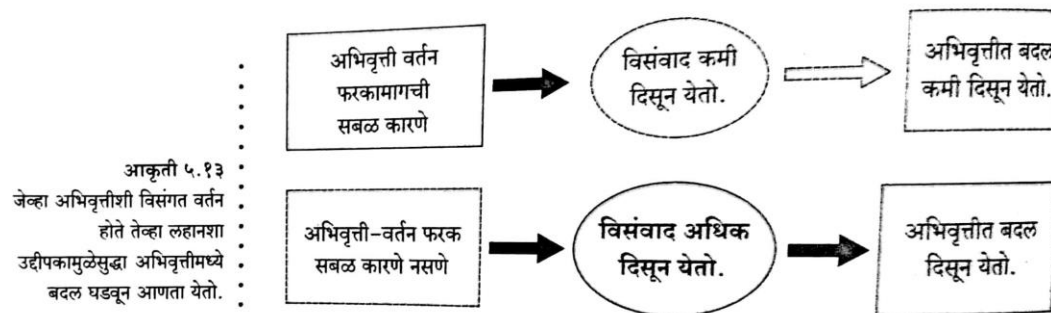 अभिवृत्ती वर्तन
फरकामागची
सबळ कारणे
विसंवाद कमी
दिसून येतो.
अभिवृत्तीत बदल
कमी दिसून येतो.
आकृती ५.१३
जेव्हा अभिवृत्तीशी विसंगत वर्तन
होते तेव्हा लहानशा
उद्दीपकामुळेसुद्धा अभिवृत्तीमध्ये
बदल घडवून आणता येतो.
अभिवृत्ती-वर्तन फरक
सबळ कारणे नसणे
विसंवाद अधिक
दिसून येतो.
अभिवृत्तीत बदल
दिसून येतो.